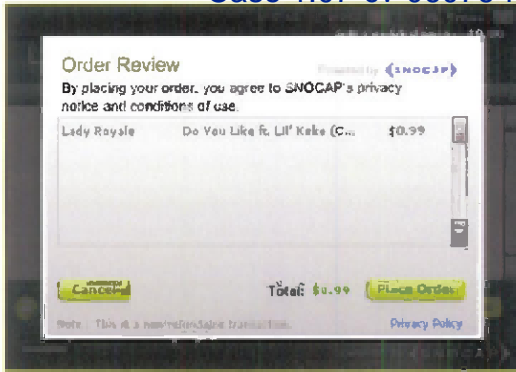 Order Review
Powered by SNOCAP
By placing your order, you agree to SNOCAP's privacy
notice and conditions of use.
Lady Royale Do You Like ft. Lil' Keke (C... $0.99
Cancel Total: $0.99 Place Order
Note: This is a nonrefundable transaction. Privacy Policy
SNOCAP